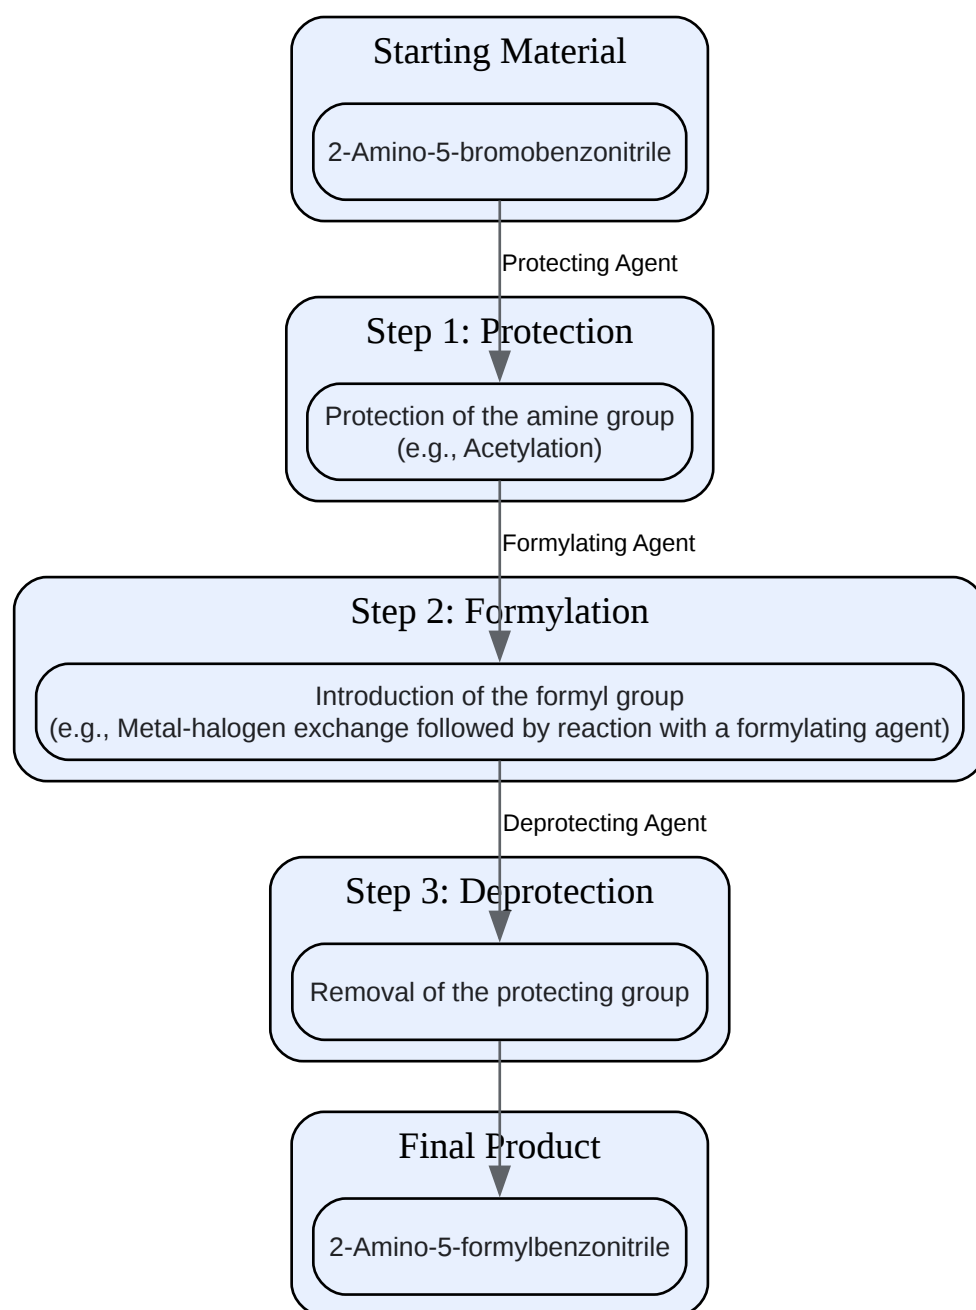 Starting Material
2-Amino-5-bromobenzonitrile
Protecting Agent
Step 1: Protection
Protection of the amine group
(e.g., Acetylation)
Formylating Agent
Step 2: Formylation
Introduction of the formyl group
(e.g., Metal-halogen exchange followed by reaction with a formylating agent)
Deprotecting Agent
Step 3: Deprotection
Removal of the protecting group
Final Product
2-Amino-5-formylbenzonitrile